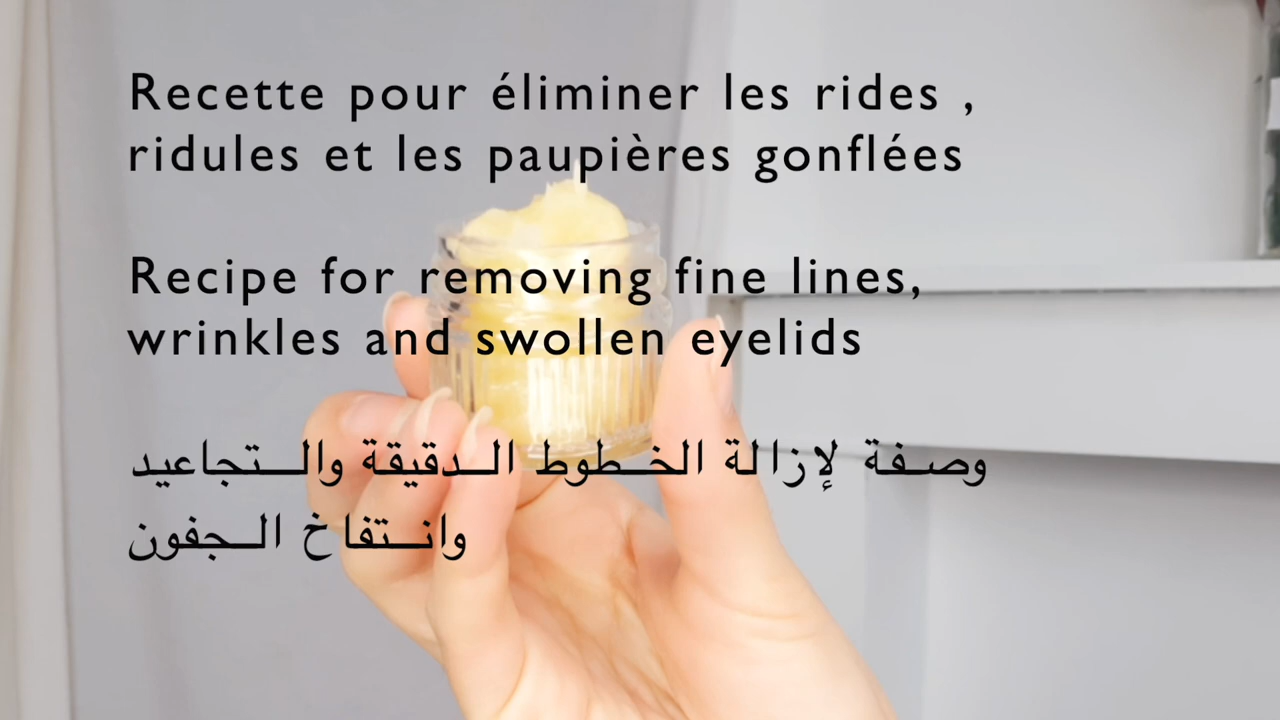 Recette pour éliminer les rides ,
ridules et les paupières gonflées
Recipe for removing fine lines,
wrinkles and swollen eyelids
وصفة لإزالة الخطوط الدقيقة والتجاعيد
وانتفاخ الجفون